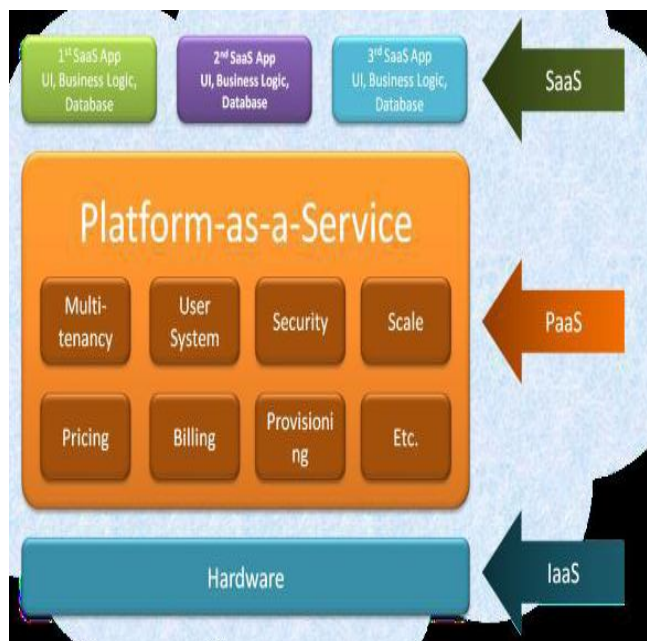 1st SaaS App
UI, Business Logic,
Database
2nd SaaS App
UI, Business Logic,
Database
3rd SaaS App
UI, Business Logic,
Database
SaaS
Platform-as-a-Service
Multi-
tenancy
User
System
Security
Scale
PaaS
Pricing
Billing
Provisioni
ng
Etc.
Hardware
IaaS